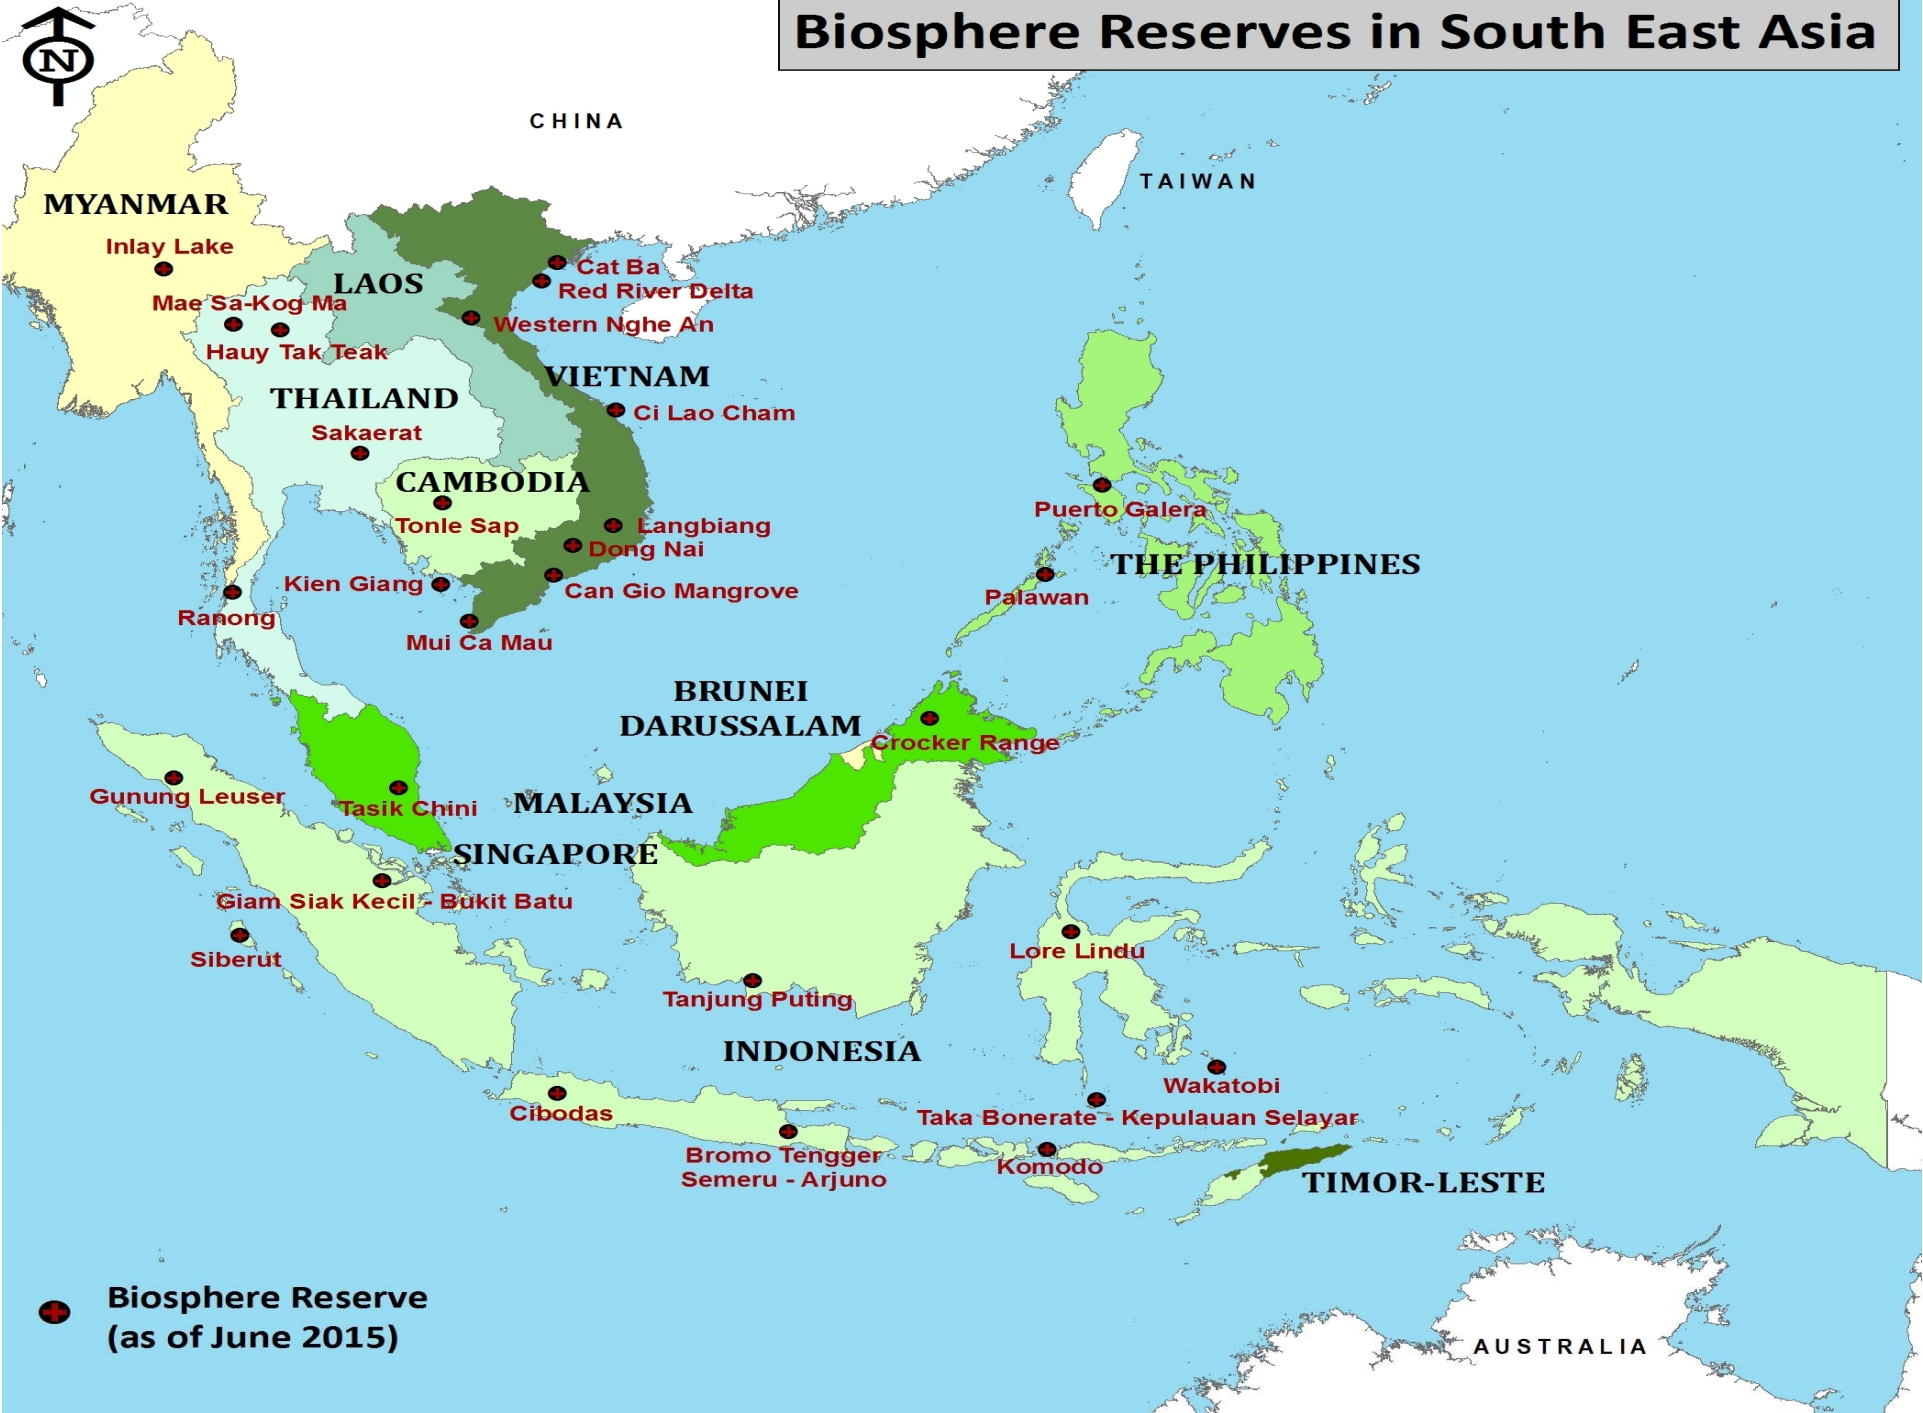 Biosphere Reserves in South East Asia
N
CHINA
TAIWAN
MYANMAR
Inlay Lake
LAOS
Cat Ba
Red River Delta
Mae Sa-Kog Ma
Western Nghe An
Hauy Tak Teak
VIETNAM
THAILAND
Ci Lao Cham
Sakaerat
CAMBODIA
Tonle Sap
Langbiang
Dong Nai
Puerto Galera
THE PHILIPPINES
Kien Giang
Can Gio Mangrove
Palawan
Ranong
Mui Ca Mau
BRUNEI
DARUSSALAM
Crocker Range
Gunung Leuser
Tasik Chini
MALAYSIA
SINGAPORE
Giam Siak Kecil - Bukit Batu
Siberut
Lore Lindu
Tanjung Puting
INDONESIA
Wakatobi
Cibodas
Taka Bonerate - Kepulauan Selayar
Bromo Tengger
Semeru - Arjuno
Komodo
TIMOR-LESTE
Biosphere Reserve
(as of June 2015)
AUSTRALIA